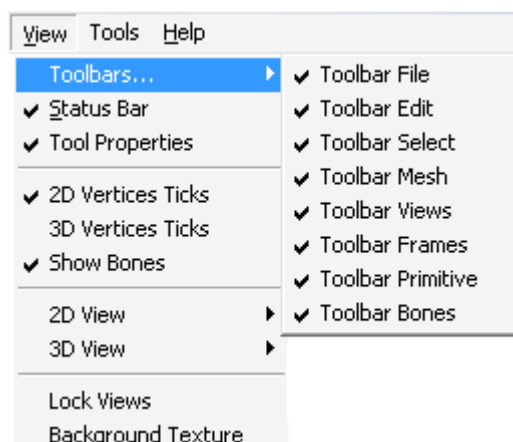 View Tools Help
Toolbars...
Status Bar
Tool Properties
2D Vertices Ticks
3D Vertices Ticks
Show Bones
2D View
3D View
Lock Views
Background Texture
Toolbar File
Toolbar Edit
Toolbar Select
Toolbar Mesh
Toolbar Views
Toolbar Frames
Toolbar Primitive
Toolbar Bones